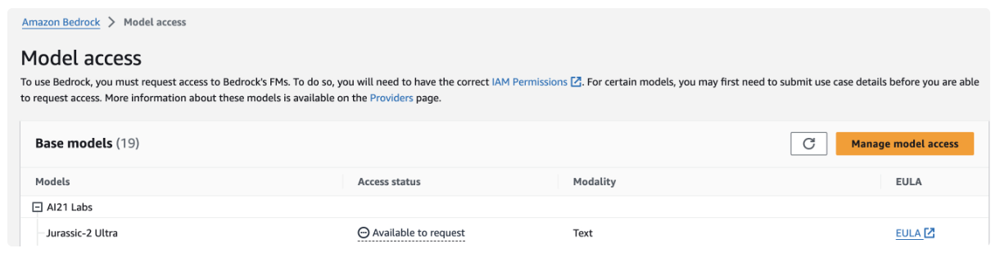 Amazon Bedrock > Model access
Model access
To use Bedrock, you must request access to Bedrock's FMs. To do so, you will need to have the correct IAM Permissions. For certain models, you may first need to submit use case details before you are able
to request access. More information about these models is available on the Providers page.
Base models (19) Manage model access
Models Access status Modality EULA
AI21 Labs
Jurassic-2 Ultra Available to request Text EULA